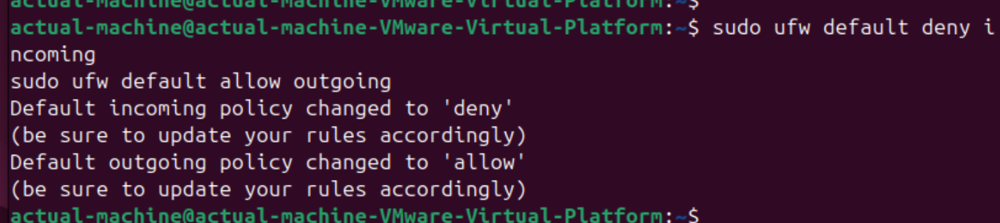 actual-machine@actual-machine-VMware-Virtual-Platform:~$
actual-machine@actual-machine-VMware-Virtual-Platform:~$ sudo ufw default deny i
ncoming
sudo ufw default allow outgoing
Default incoming policy changed to 'deny'
(be sure to update your rules accordingly)
Default outgoing policy changed to 'allow'
(be sure to update your rules accordingly)
actual-machine@actual-machine-VMware-Virtual-Platform:~$